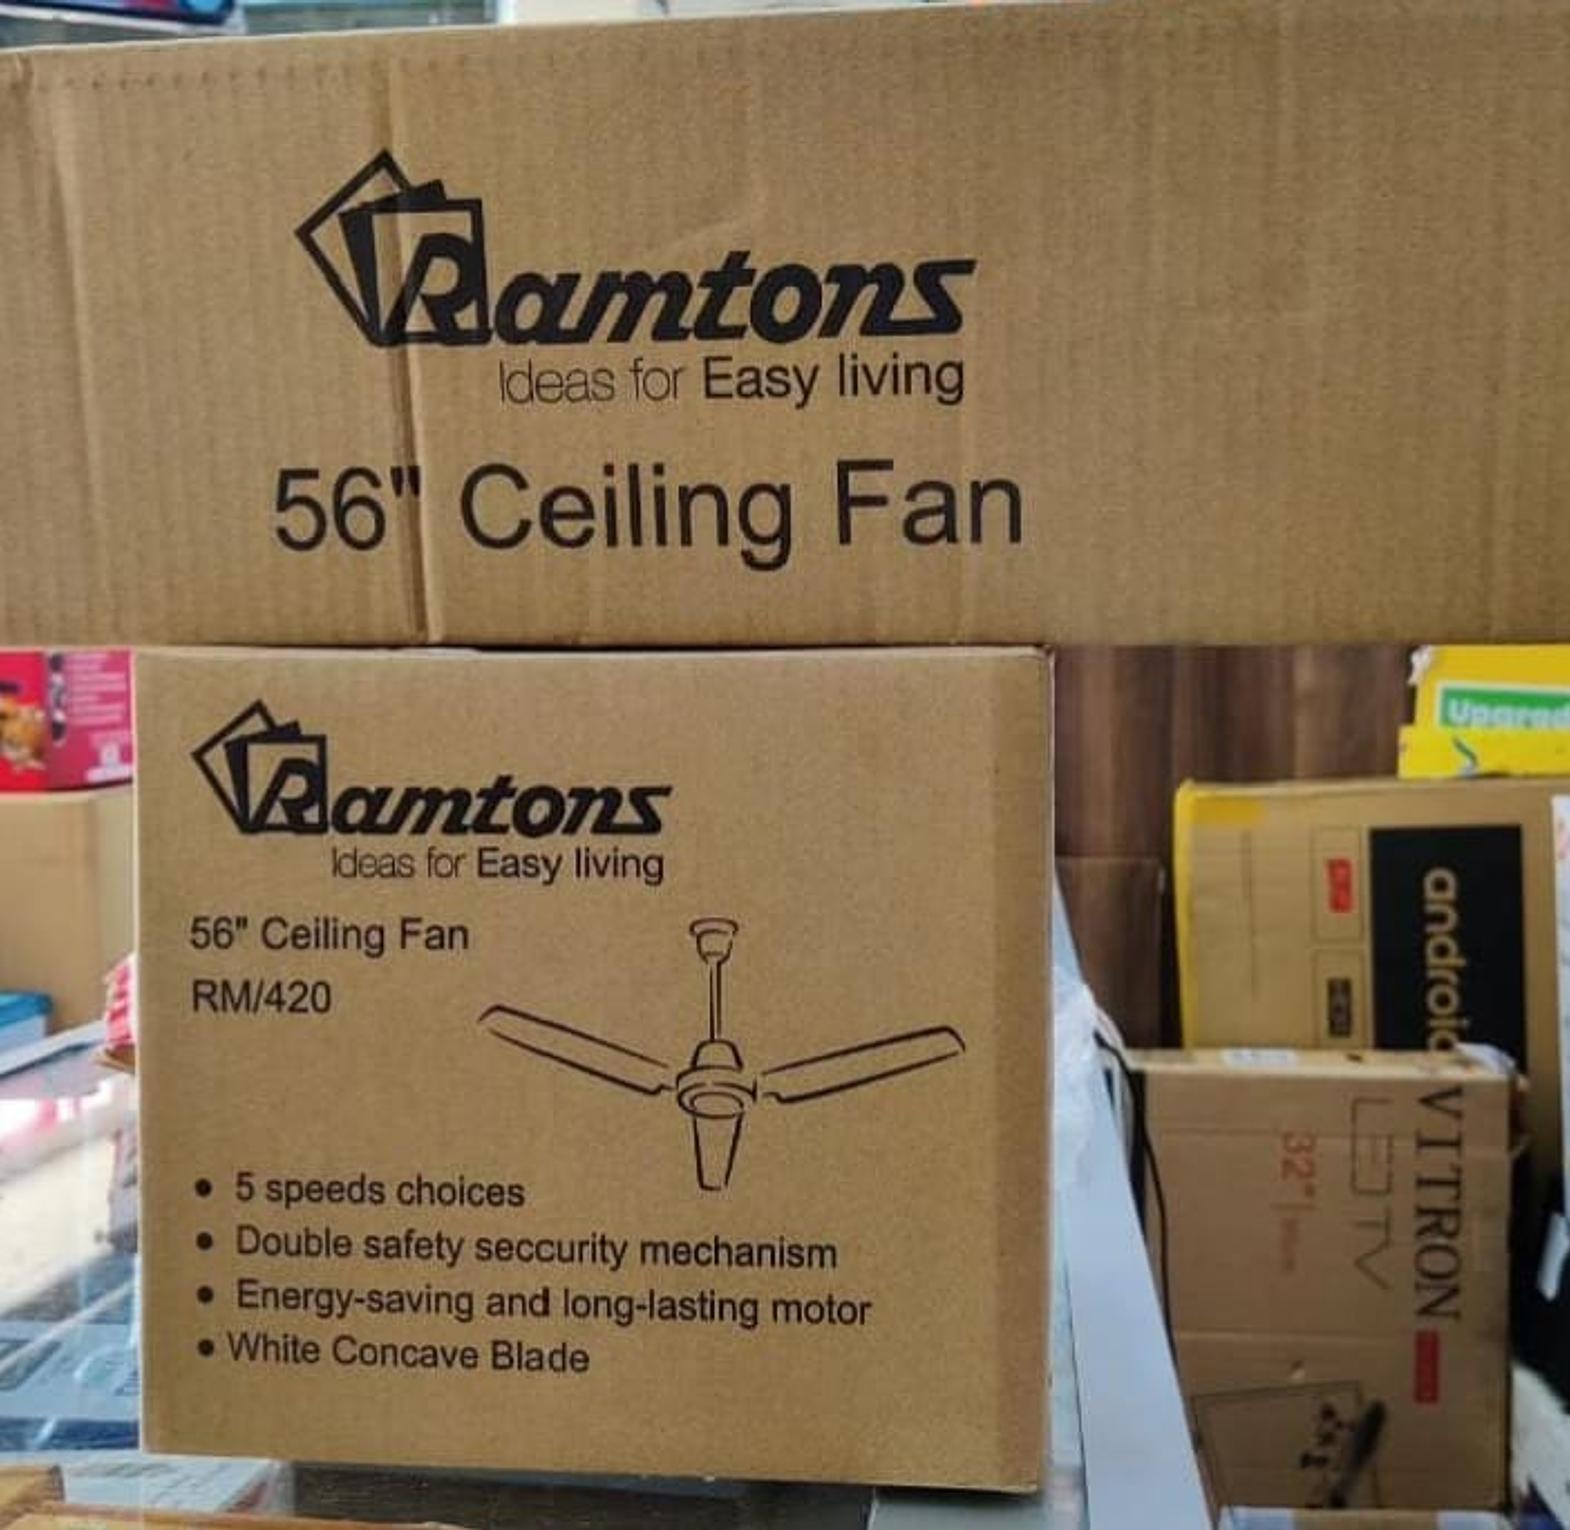 Ramtons
Ideas for Easy living
56" Ceiling Fan
Ramtons
Ideas for Easy living
56" Ceiling Fan
RM/420
• 5 speeds choices
• Double safety seccurity mechanism
• Energy-saving and long-lasting motor
• White Concave Blade
android
VITRON
LED TV
32"